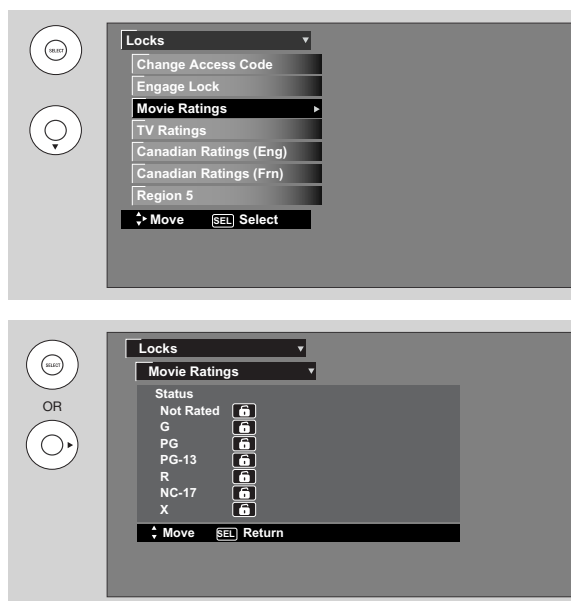 SELECT
Locks
Change Access Code
Engage Lock
Movie Ratings
TV Ratings
Canadian Ratings (Eng)
Canadian Ratings (Frn)
Region 5
Move SEL Select
SELECT
OR
Locks
Movie Ratings
Status
Not Rated
G
PG
PG-13
R
NC-17
X
Move SEL Return